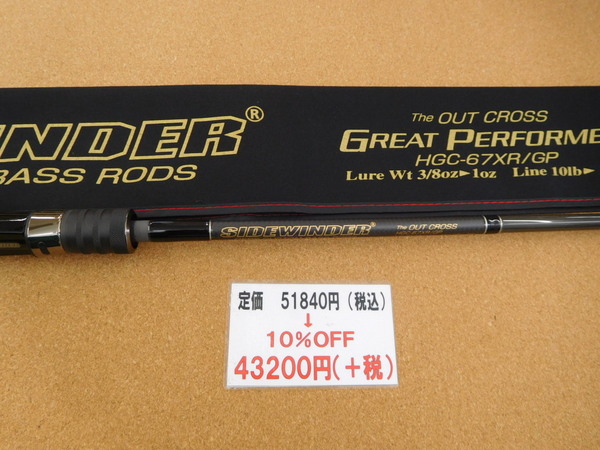 NDER®
BASS RODS
The OUT CROSS
GREAT PERFORME
HGC-67XR/GP
Lure Wt 3/8oz►1oz Line 10lb►
SIDEWINDER® The OUT CROSS
定価 51840円(税込)
↓
10%OFF
43200円(+税)